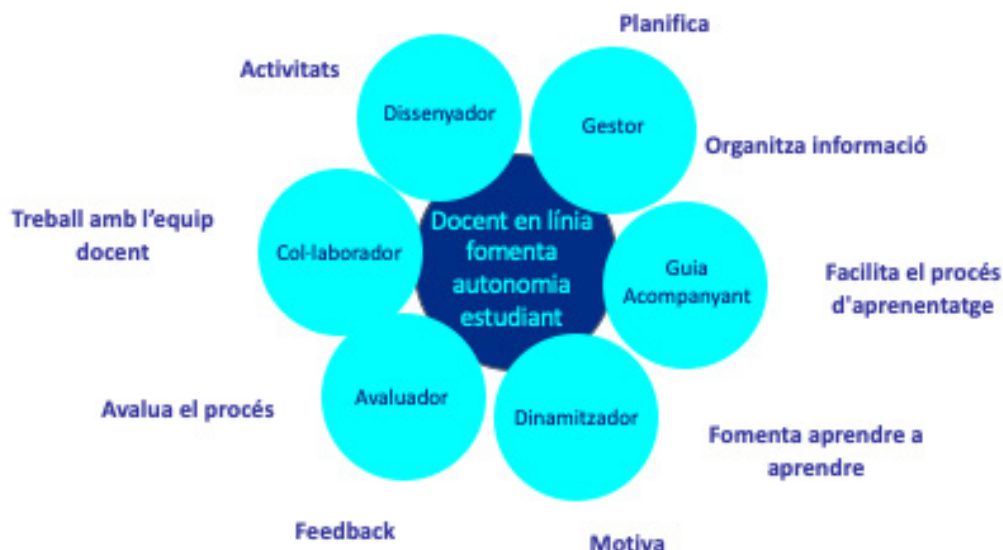 Planifica
Activitats
Dissenyador
Gestor
Organitza informació
Treball amb l'equip
docent
Col·laborador
Docent en línia
fomenta
autonomia
estudiant
Guia
Acompanyant
Facilita el procés
d'aprenentatge
Avalua el procés
Avaluador
Dinamitzador
Fomenta aprendre a
aprendre
Feedback
Motiva